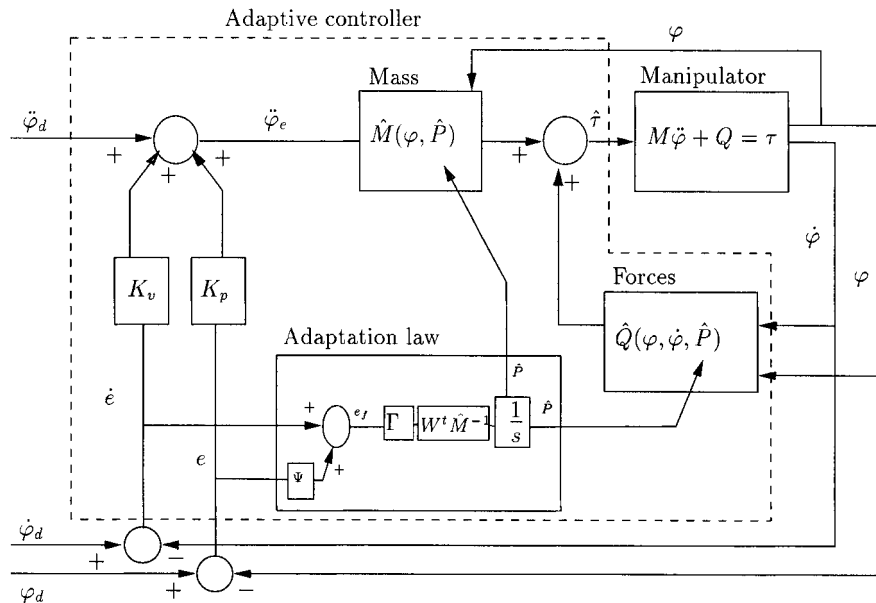 Adaptive controller
φ
Mass
Manipulator
φ̈_d
+
φ̈_e
M̂(φ, P̂)
+
τ̂
Mφ̈ + Q = τ
+
+
+
φ̇
φ
K_v
K_p
Forces
Q̂(φ, φ̇, P̂)
Adaptation law
P̂
ė
+
e_f
Γ
W^t M̂^{-1}
1/s
P̂
e
Ψ
+
φ̇_d
+
−
φ_d
+
−